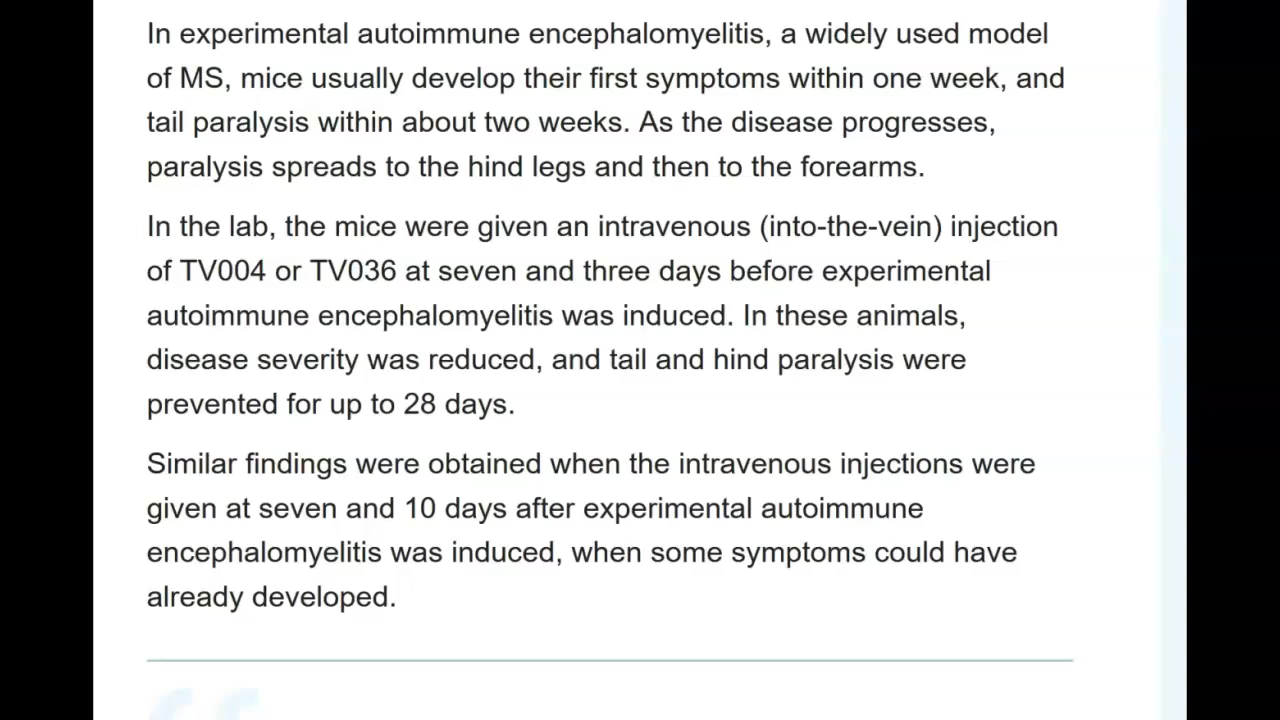 In experimental autoimmune encephalomyelitis, a widely used model
of MS, mice usually develop their first symptoms within one week, and
tail paralysis within about two weeks. As the disease progresses,
paralysis spreads to the hind legs and then to the forearms.
In the lab, the mice were given an intravenous (into-the-vein) injection
of TV004 or TV036 at seven and three days before experimental
autoimmune encephalomyelitis was induced. In these animals,
disease severity was reduced, and tail and hind paralysis were
prevented for up to 28 days.
Similar findings were obtained when the intravenous injections were
given at seven and 10 days after experimental autoimmune
encephalomyelitis was induced, when some symptoms could have
already developed.